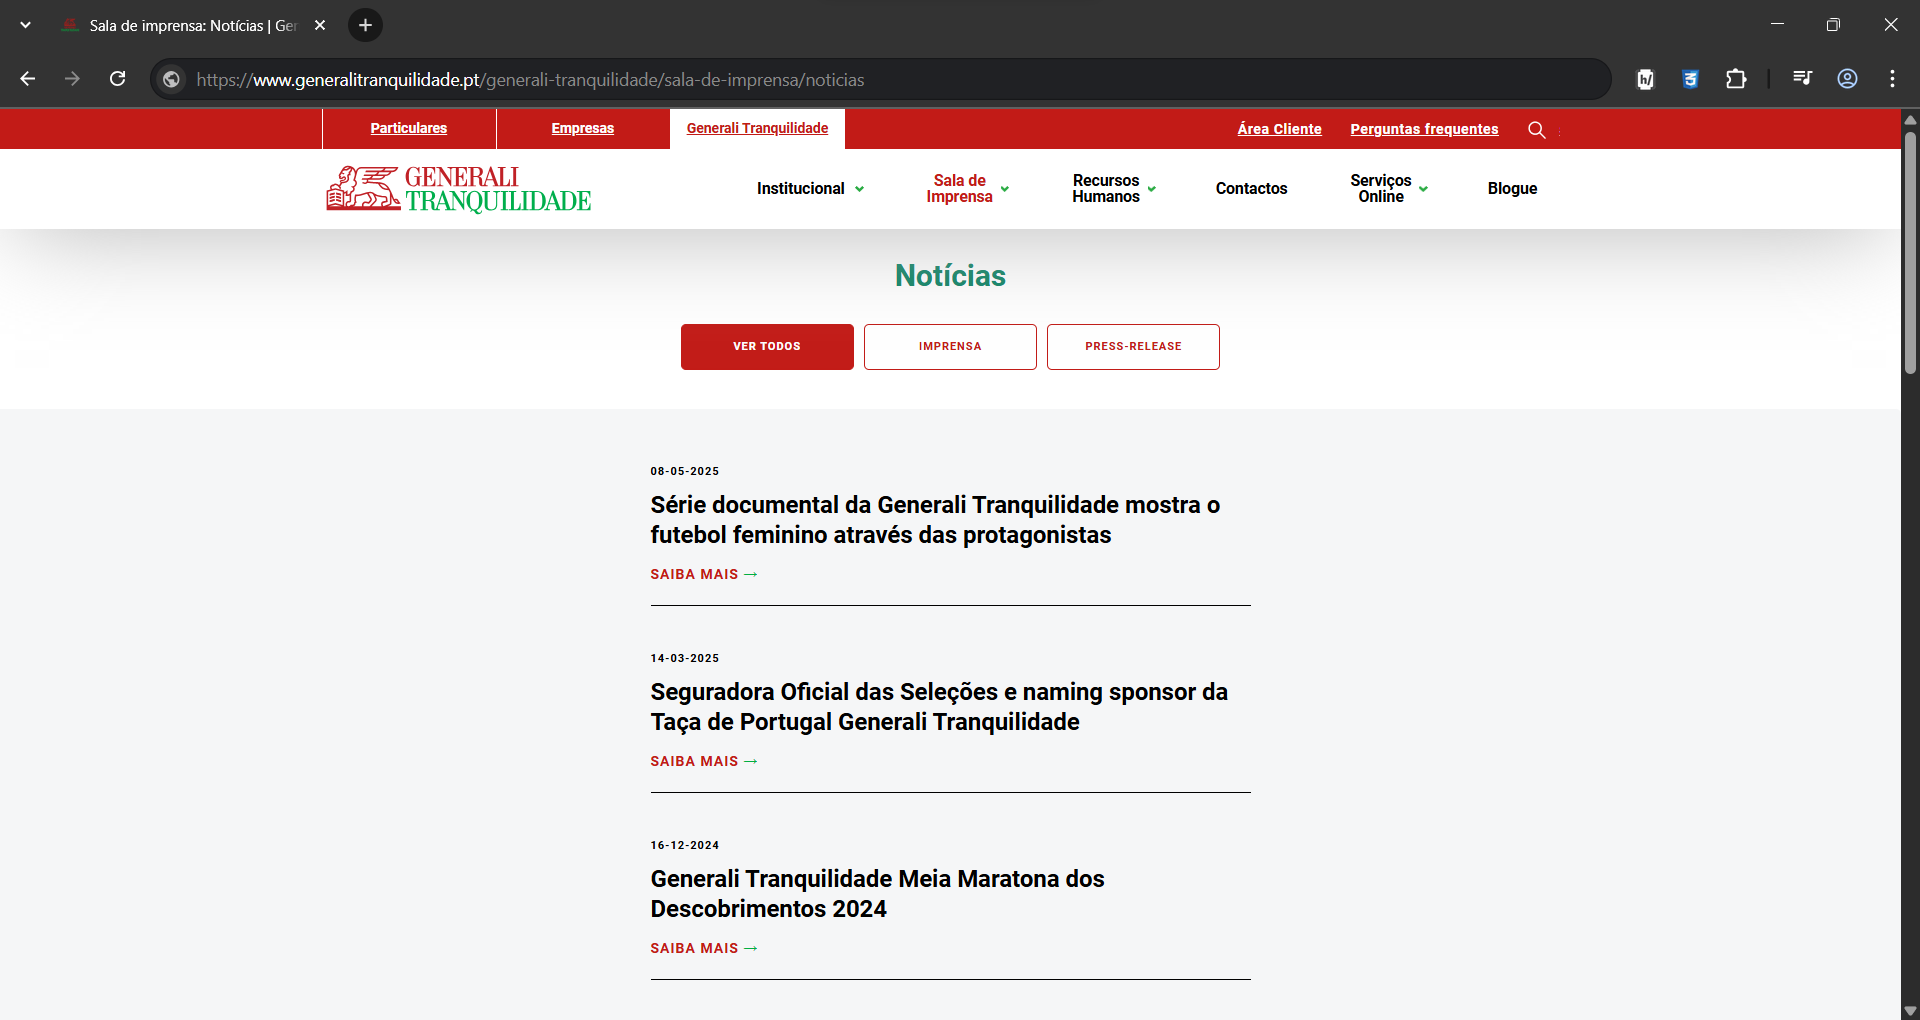 Sala de imprensa: Notícias | Ger
https://www.generalitranquilidade.pt/generali-tranquilidade/sala-de-imprensa/noticias
Particulares
Empresas
Generali Tranquilidade
Área Cliente
Perguntas frequentes
GENERALI
TRANQUILIDADE
Institucional
Sala de
Imprensa
Recursos
Humanos
Contactos
Serviços
Online
Blogue
Notícias
VER TODOS
IMPRENSA
PRESS-RELEASE
08-05-2025
Série documental da Generali Tranquilidade mostra o
futebol feminino através das protagonistas
SAIBA MAIS →
14-03-2025
Seguradora Oficial das Seleções e naming sponsor da
Taça de Portugal Generali Tranquilidade
SAIBA MAIS →
16-12-2024
Generali Tranquilidade Meia Maratona dos
Descobrimentos 2024
SAIBA MAIS →